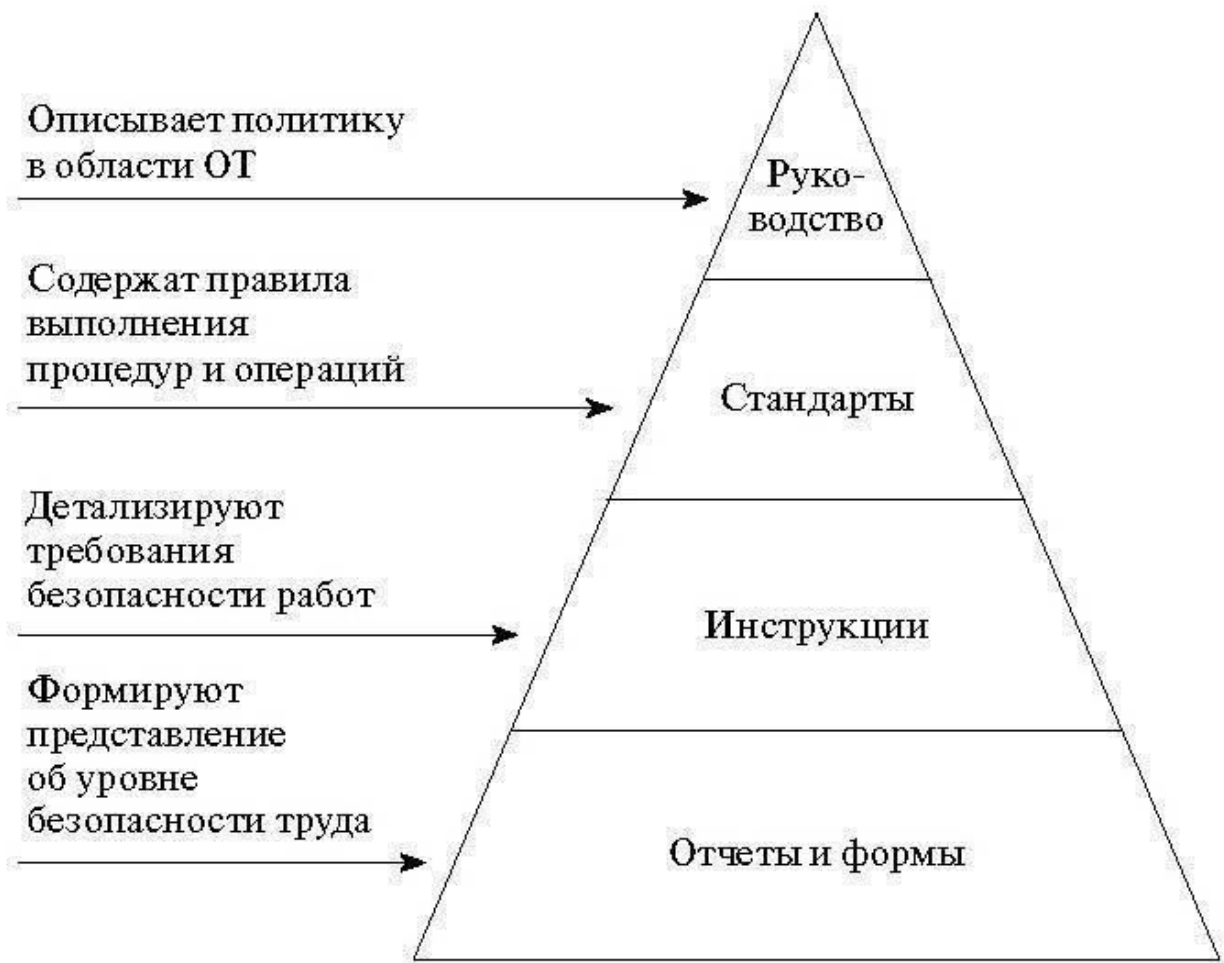 Описывает политику
в области ОТ
Руко-
водство
Содержат правила
выполнения
процедур и операций
Стандарты
Детализируют
требования
безопасности работ
Инструкции
Формируют
представление
об уровне
безопасности труда
Отчеты и формы